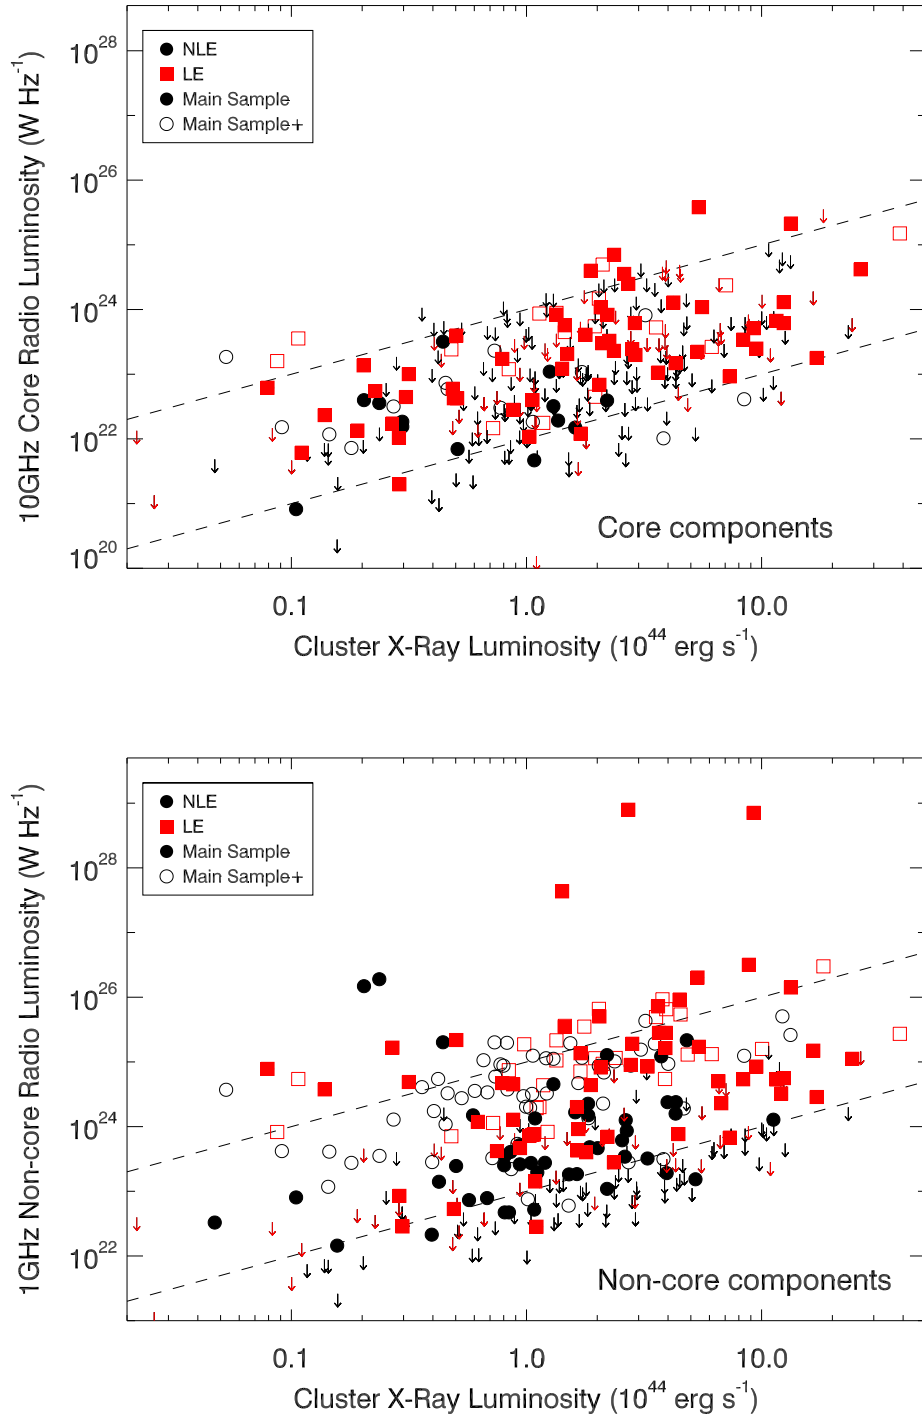 10²⁸
10²⁶
10²⁴
10²²
10²⁰
10GHz Core Radio Luminosity (W Hz⁻¹)
NLE
LE
Main Sample
Main Sample+
Core components
0.1 1.0 10.0
Cluster X-Ray Luminosity (10⁴⁴ erg s⁻¹)
10²⁸
10²⁶
10²⁴
10²²
1GHz Non-core Radio Luminosity (W Hz⁻¹)
NLE
LE
Main Sample
Main Sample+
Non-core components
0.1 1.0 10.0
Cluster X-Ray Luminosity (10⁴⁴ erg s⁻¹)